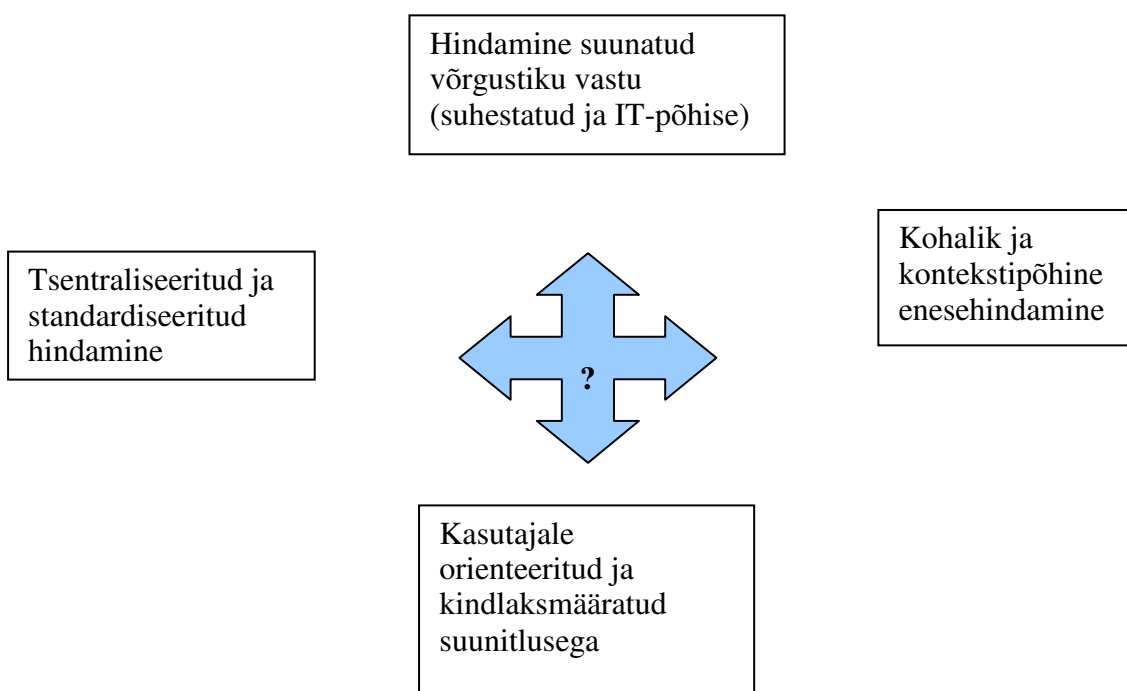 Hindamine suunatud
võrgustiku vastu
(suhestatud ja IT-põhise)
Tsentraliseeritud ja
standardiseeritud
hindamine
Kohalik ja
kontekstipõhine
enesehindamine
?
Kasutajale
orienteeritud ja
kindlaksmääratud
suunitlusega